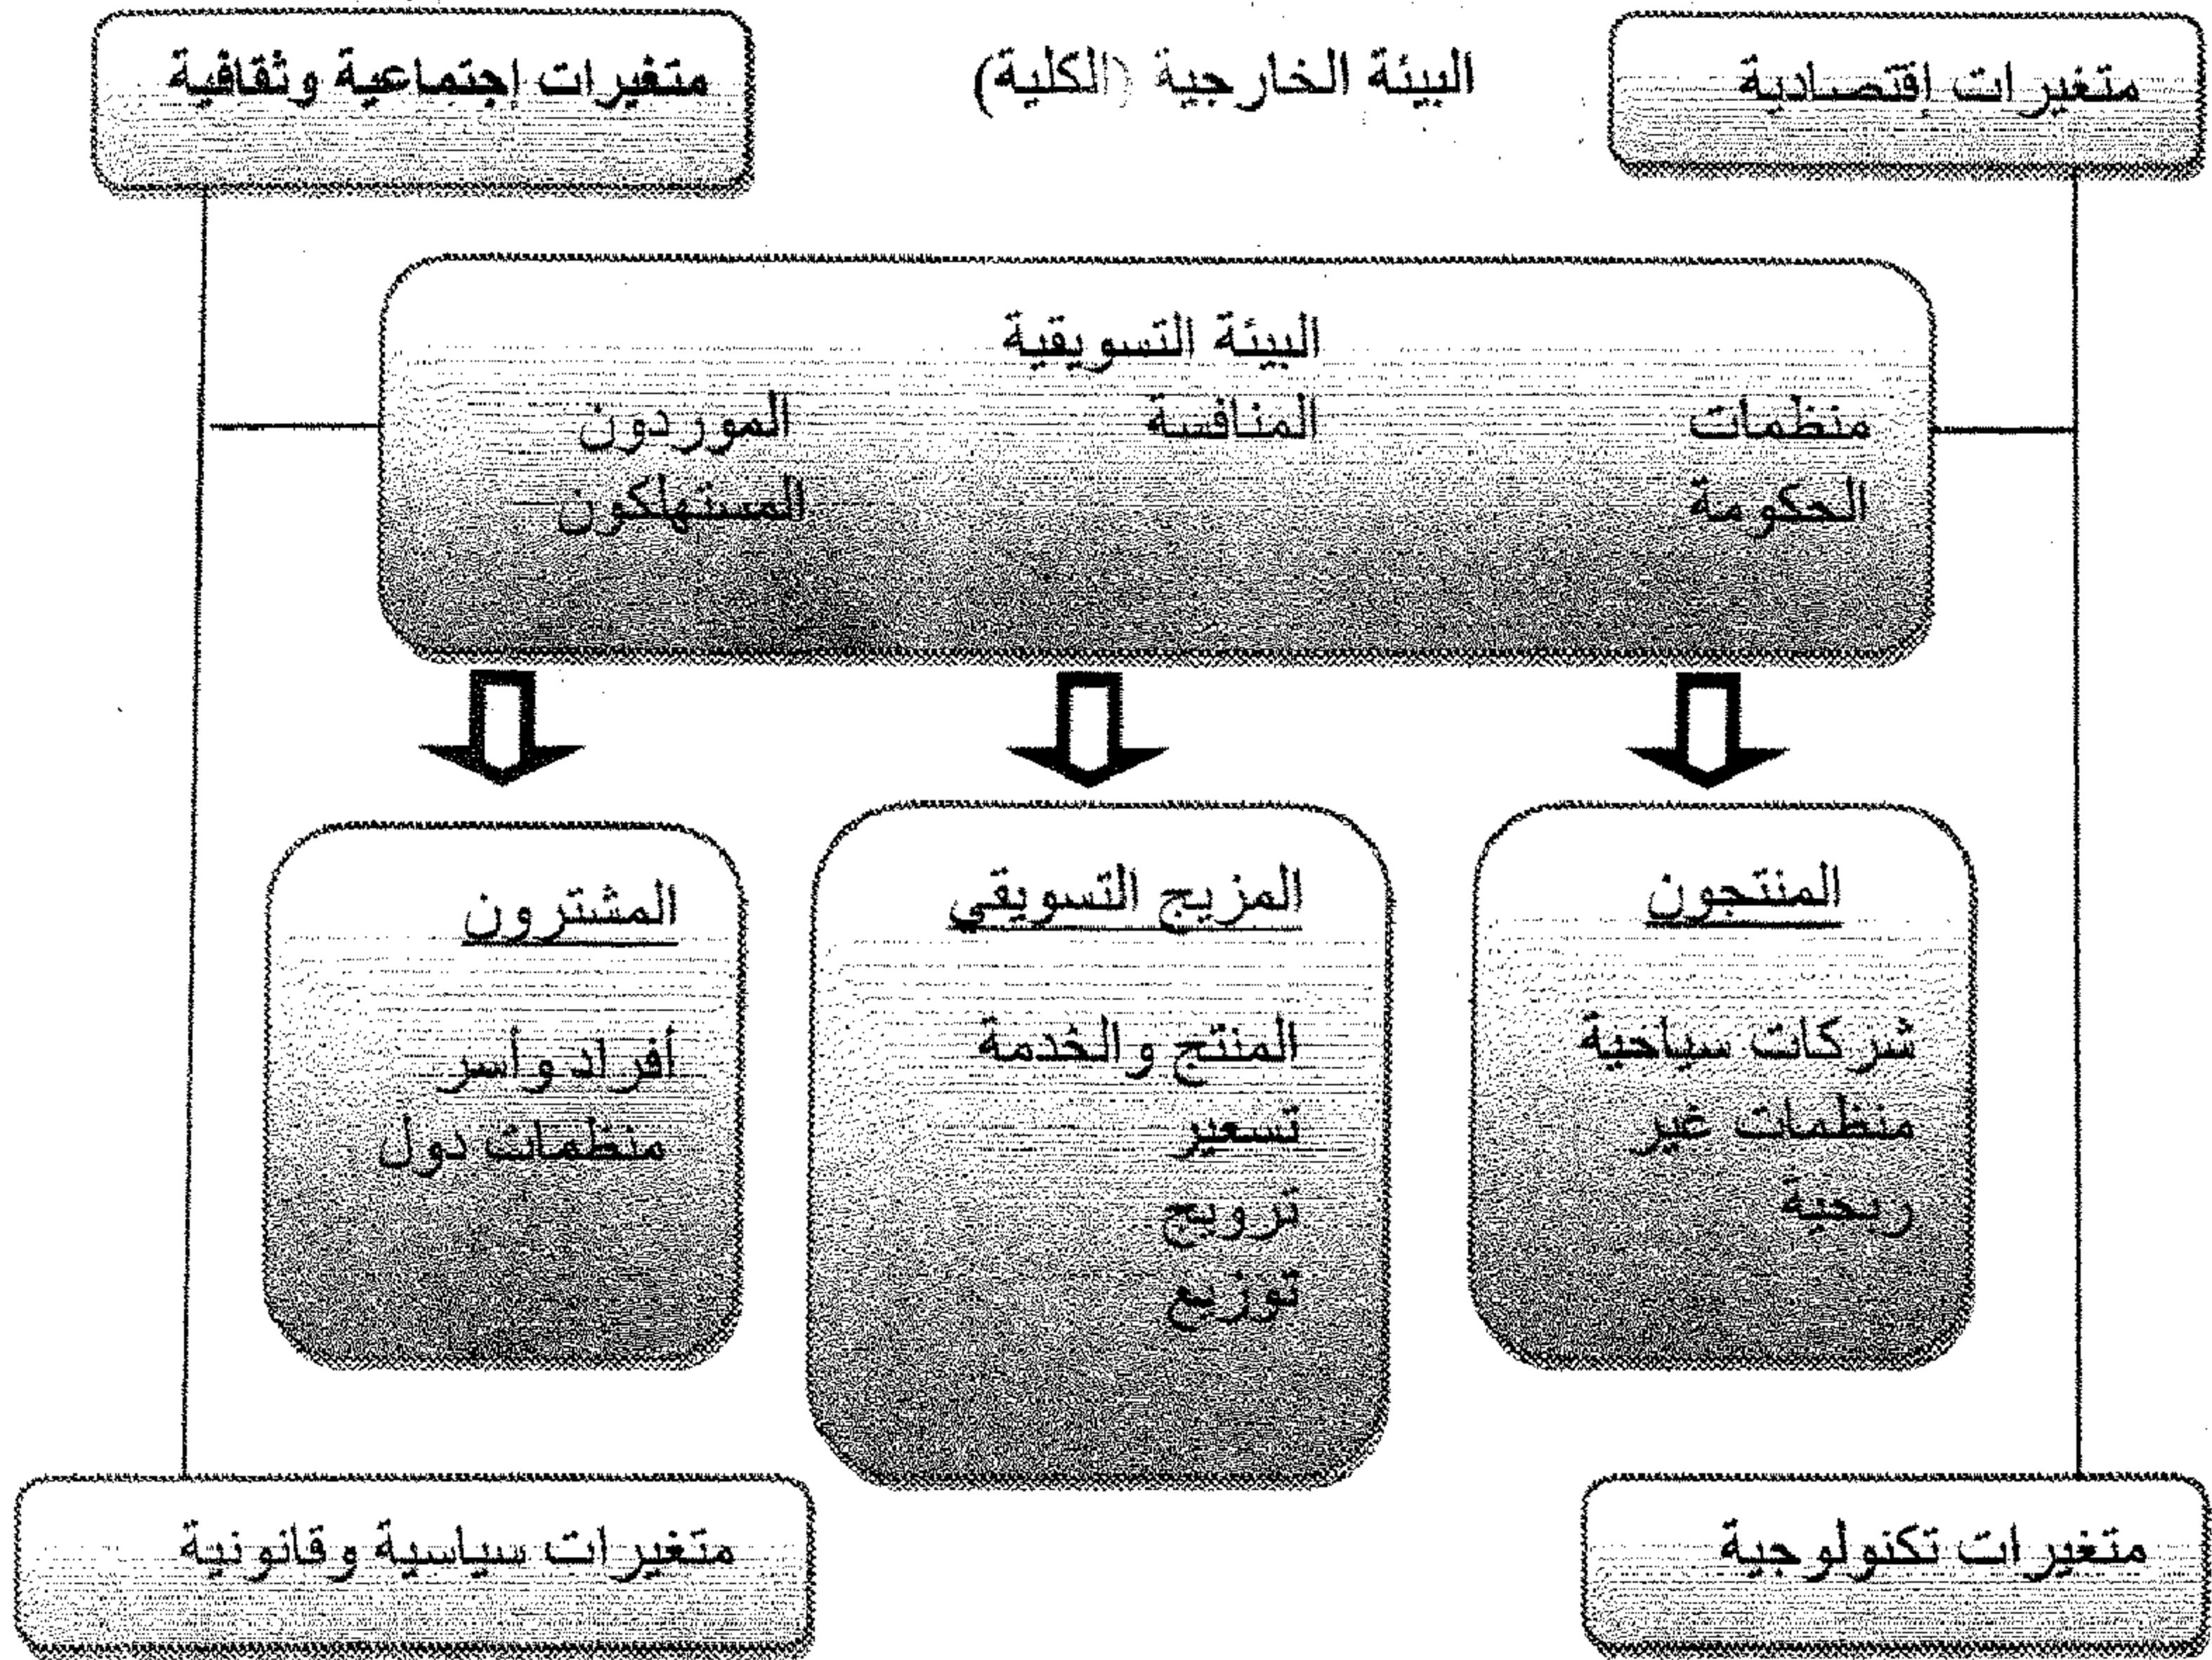 متغيرات إقتصادية
البيئة الخارجية (الكلية)
متغيرات إجتماعية وثقافية
البيئة التسويقية
منظمات
الحكومة
المنافسة
الموردون
المستهلكون
المنتجون
شركات سياحية
منظمات غير
ربحية
المزيج التسويقي
المنتج والخدمة
تسعير
ترويج
توزيع
المشترون
أفراد وأسر
منظمات دول
متغيرات تكنولوجية
متغيرات سياسية وقانونية